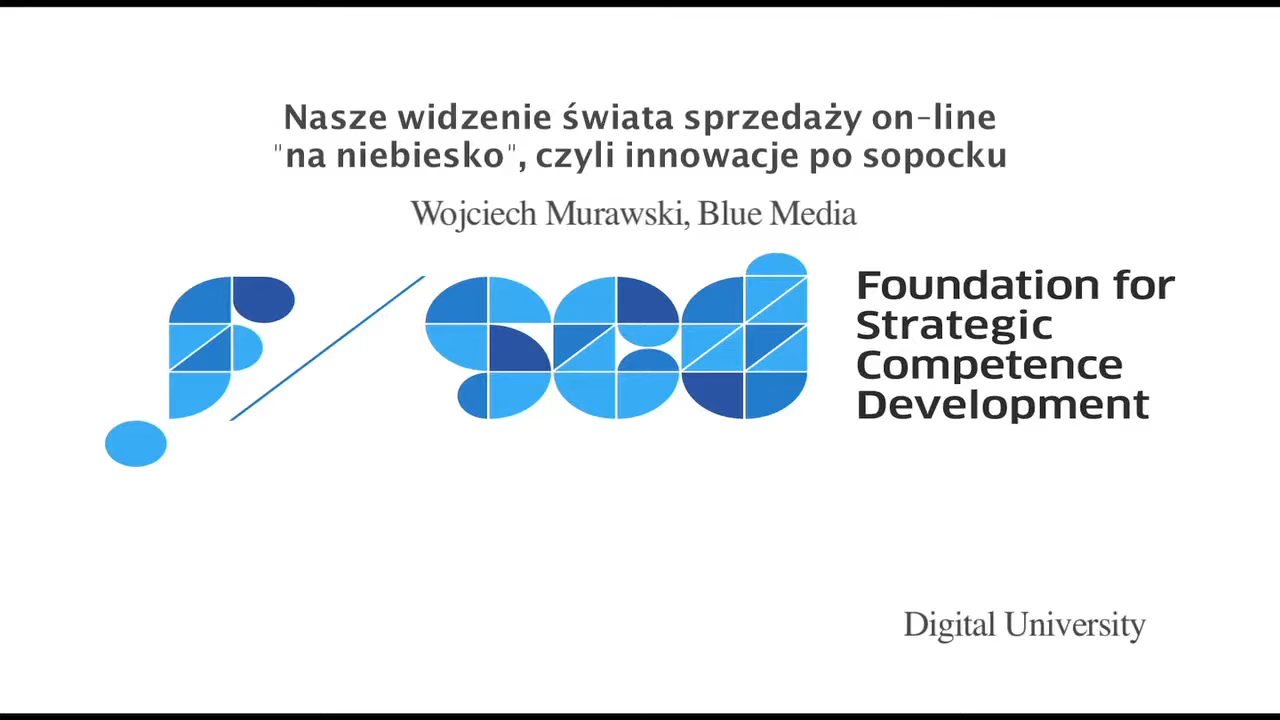 Nasze widzenie świata sprzedaży on-line
"na niebiesko", czyli innowacje po sopocku
Wojciech Murawski, Blue Media
f/scd
Foundation for
Strategic
Competence
Development
Digital University